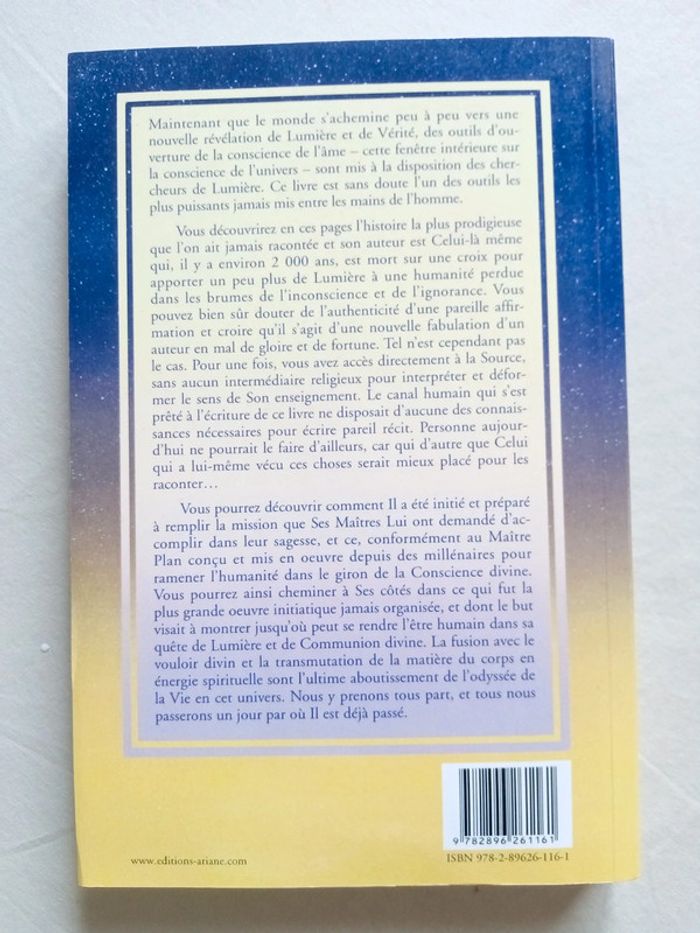 Maintenant que le monde s'achemine peu à peu vers une
nouvelle révélation de Lumière et de Vérité, des outils d'ou-
verture de la conscience de l'âme – cette fenêtre intérieure sur
la conscience de l'univers – sont mis à la disposition des cher-
cheurs de Lumière. Ce livre est sans doute l'un des outils les
plus puissants jamais mis entre les mains de l'homme.
Vous découvrirez en ces pages l'histoire la plus prodigieuse
que l'on ait jamais racontée et son auteur est Celui-là même
qui, il y a environ 2 000 ans, est mort sur une croix pour
apporter un peu plus de Lumière à une humanité perdue
dans les brumes de l'inconscience et de l'ignorance. Vous
pouvez bien sûr douter de l'authenticité d'une pareille affir-
mation et croire qu'il s'agit d'une nouvelle fabulation d'un
auteur en mal de gloire et de fortune. Tel n'est cependant pas
le cas. Pour une fois, vous avez accès directement à la Source,
sans aucun intermédiaire religieux pour interpréter et défor-
mer le sens de Son enseignement. Le canal humain qui s'est
prêté à l'écriture de ce livre ne disposait d'aucune des connais-
sances nécessaires pour écrire pareil récit. Personne aujour-
d'hui ne pourrait le faire d'ailleurs, car qui d'autre que Celui
qui a lui-même vécu ces choses serait mieux placé pour les
raconter…
Vous pourrez découvrir comment Il a été initié et préparé
à remplir la mission que Ses Maîtres Lui ont demandé d'ac-
complir dans leur sagesse, et ce, conformément au Maître
Plan conçu et mis en oeuvre depuis des millénaires pour
ramener l'humanité dans le giron de la Conscience divine.
Vous pourrez ainsi cheminer à Ses côtés dans ce qui fut la
plus grande oeuvre initiatique jamais organisée, et dont le but
visait à montrer jusqu'où peut se rendre l'être humain dans sa
quête de Lumière et de Communion divine. La fusion avec le
vouloir divin et la transmutation de la matière du corps en
énergie spirituelle sont l'ultime aboutissement de l'odyssée de
la Vie en cet univers. Nous y prenons tous part, et tous nous
passerons un jour par où Il est déjà passé.
9 782896 261161
www.editions-ariane.com
ISBN 978-2-89626-116-1